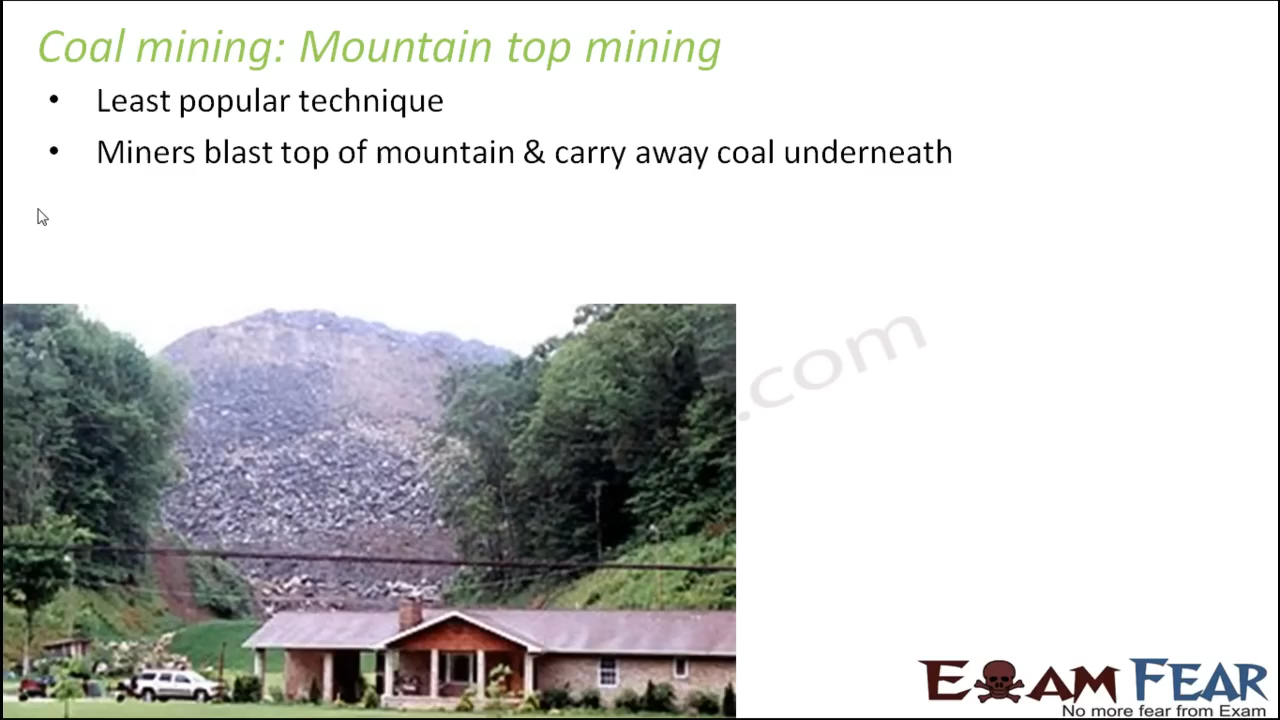 Coal mining: Mountain top mining
• Least popular technique
• Miners blast top of mountain & carry away coal underneath
.com
EXAM FEAR
No more fear from Exam